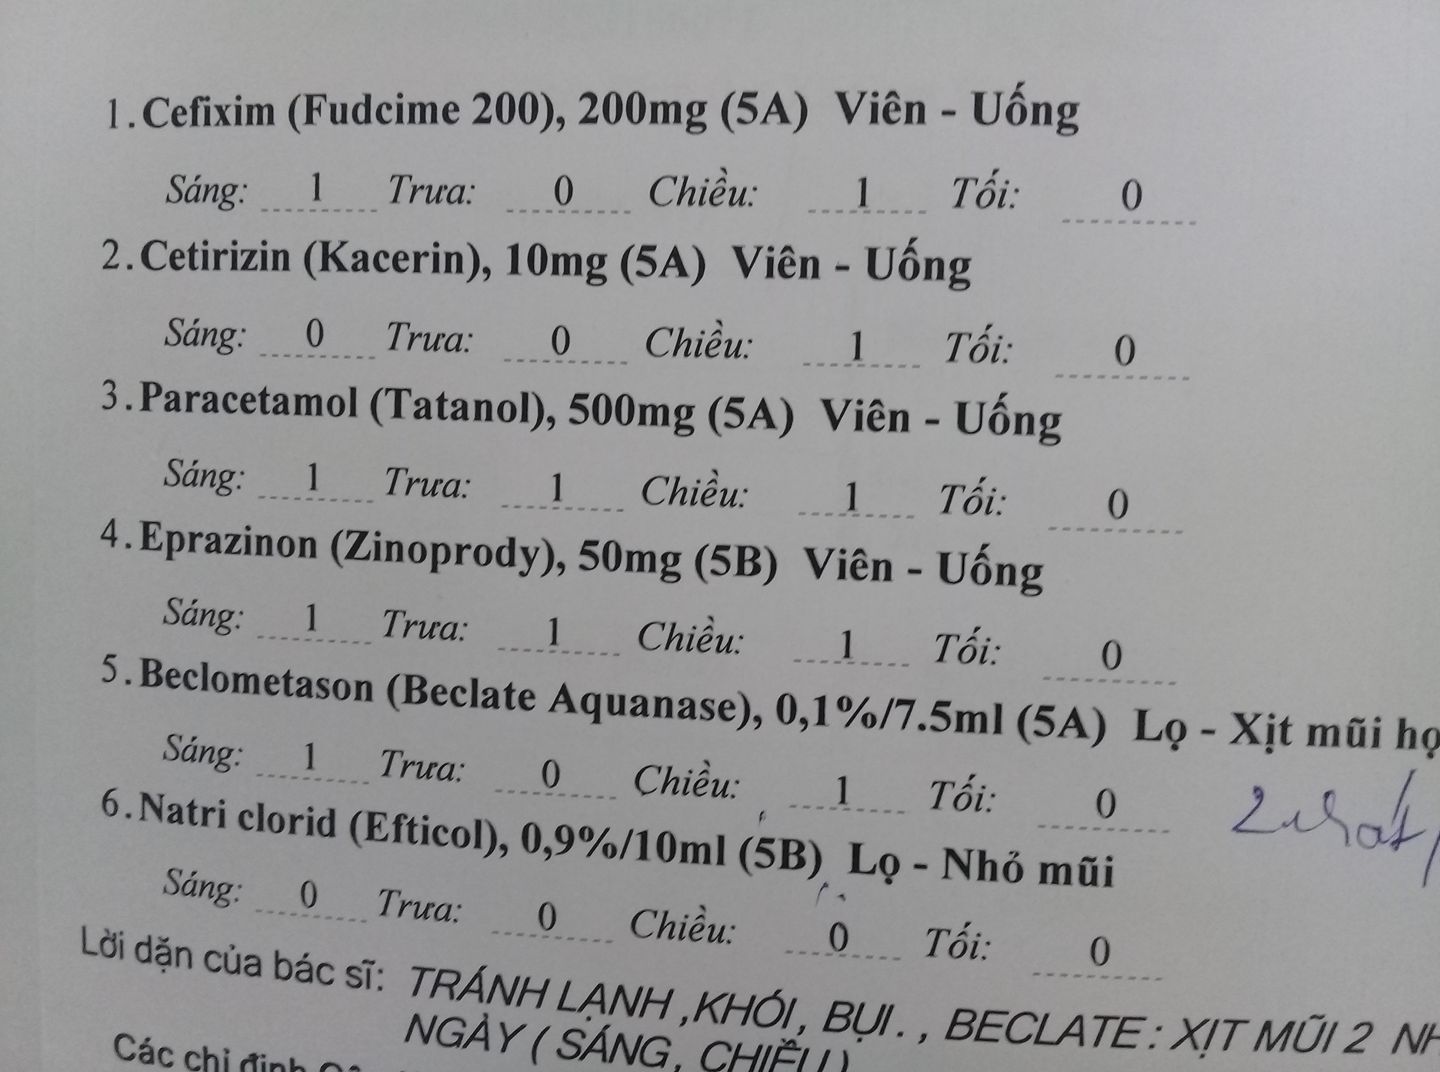 1. Cefixim (Fudcime 200), 200mg (5A) Viên - Uống
Sáng: 1 Trưa: 0 Chiều: 1 Tối: 0
2. Cetirizin (Kacerin), 10mg (5A) Viên - Uống
Sáng: 0 Trưa: 0 Chiều: 1 Tối: 0
3. Paracetamol (Tatanol), 500mg (5A) Viên - Uống
Sáng: 1 Trưa: 1 Chiều: 1 Tối: 0
4. Eprazinon (Zinoprody), 50mg (5B) Viên - Uống
Sáng: 1 Trưa: 1 Chiều: 1 Tối: 0
5. Beclometason (Beclate Aquanase), 0,1%/7.5ml (5A) Lọ - Xịt mũi họ
Sáng: 1 Trưa: 0 Chiều: 1 Tối: 0
2 nhát
6. Natri clorid (Efticol), 0,9%/10ml (5B) Lọ - Nhỏ mũi
Sáng: 0 Trưa: 0 Chiều: 0 Tối: 0
Lời dặn của bác sĩ: TRÁNH LẠNH ,KHÓI, BỤI. , BECLATE : XỊT MŨI 2 NH
NGÀY ( SÁNG, CHIỀU )
Các chỉ định